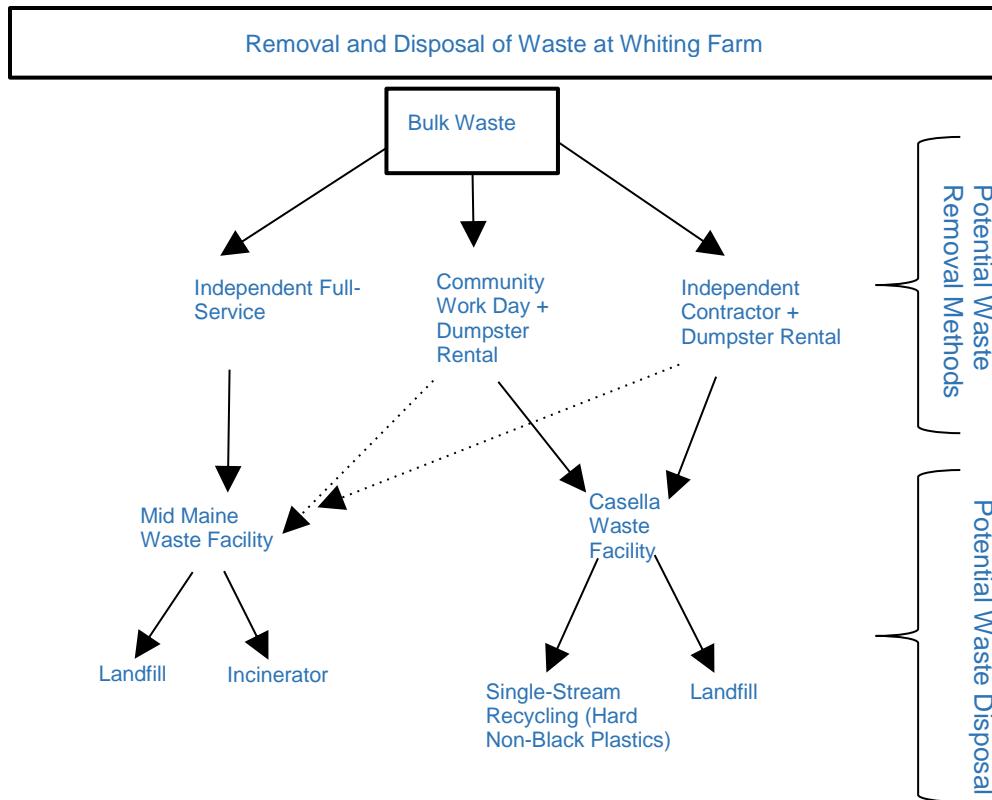 Removal and Disposal of Waste at Whiting Farm
Bulk Waste
Independent Full-
Service
Community
Work Day +
Dumpster
Rental
Independent
Contractor +
Dumpster Rental
Potential Waste
Removal Methods
Mid Maine
Waste Facility
Casella
Waste
Facility
Landfill
Incinerator
Single-Stream
Recycling (Hard
Non-Black Plastics)
Landfill
Potential Waste Disposal